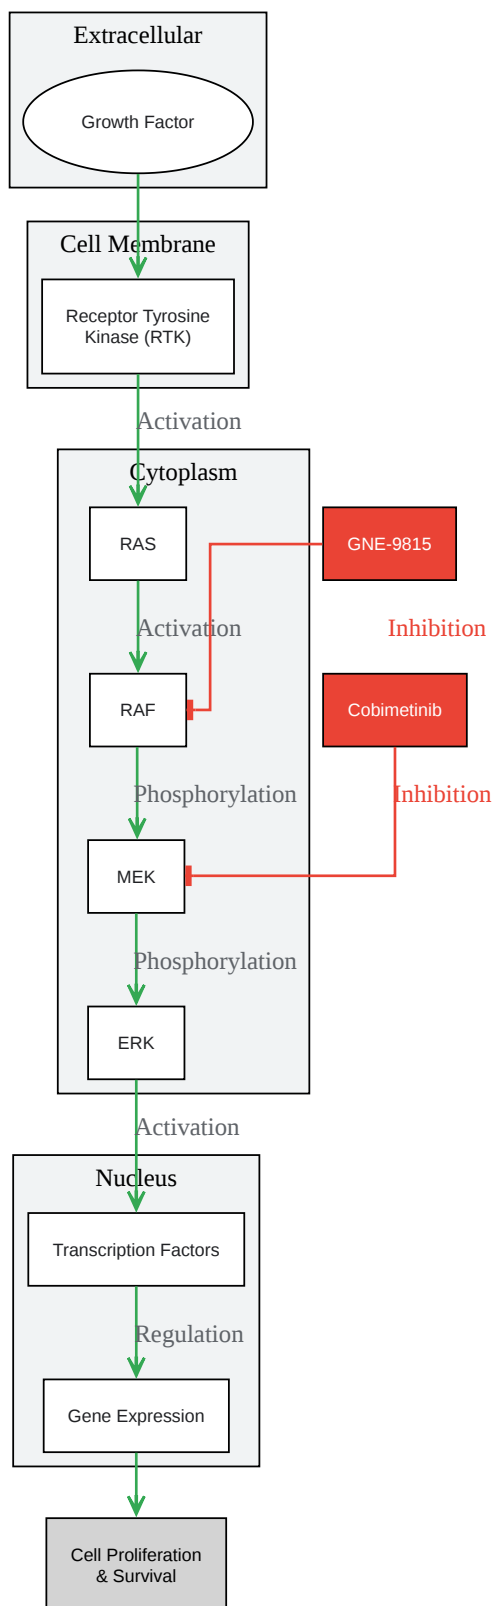 Extracellular
Growth Factor
Cell Membrane
Receptor Tyrosine
Kinase (RTK)
Activation
Cytoplasm
RAS
GNE-9815
Activation
Inhibition
RAF
Cobimetinib
Phosphorylation
Inhibition
MEK
Phosphorylation
ERK
Activation
Nucleus
Transcription Factors
Regulation
Gene Expression
Cell Proliferation
& Survival